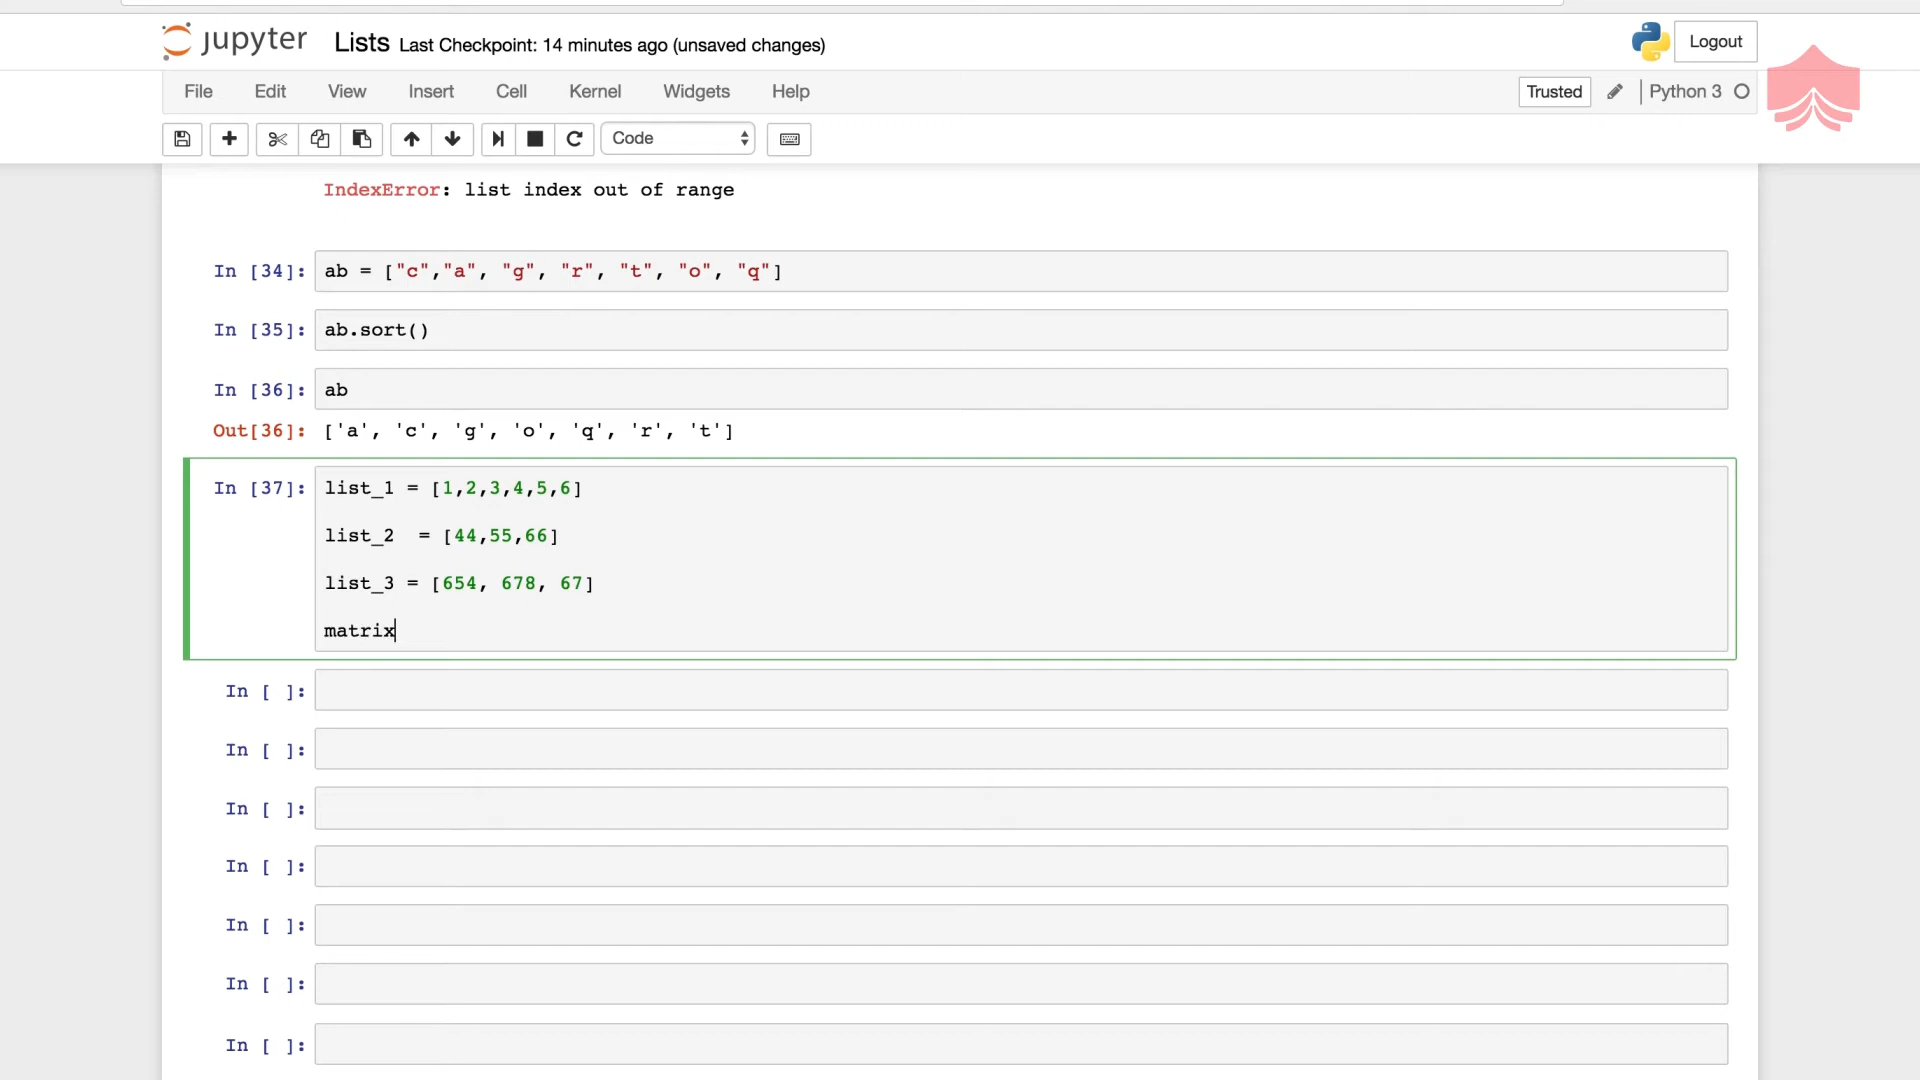 jupyter Lists Last Checkpoint: 14 minutes ago (unsaved changes) Logout
File Edit View Insert Cell Kernel Widgets Help Trusted Python 3
Code
IndexError: list index out of range
In [34]: ab = ["c","a", "g", "r", "t", "o", "q"]
In [35]: ab.sort()
In [36]: ab
Out[36]: ['a', 'c', 'g', 'o', 'q', 'r', 't']
In [37]: list_1 = [1,2,3,4,5,6]
list_2  = [44,55,66]
list_3 = [654, 678, 67]
matrix
In [ ]:
In [ ]:
In [ ]:
In [ ]:
In [ ]:
In [ ]:
In [ ]: